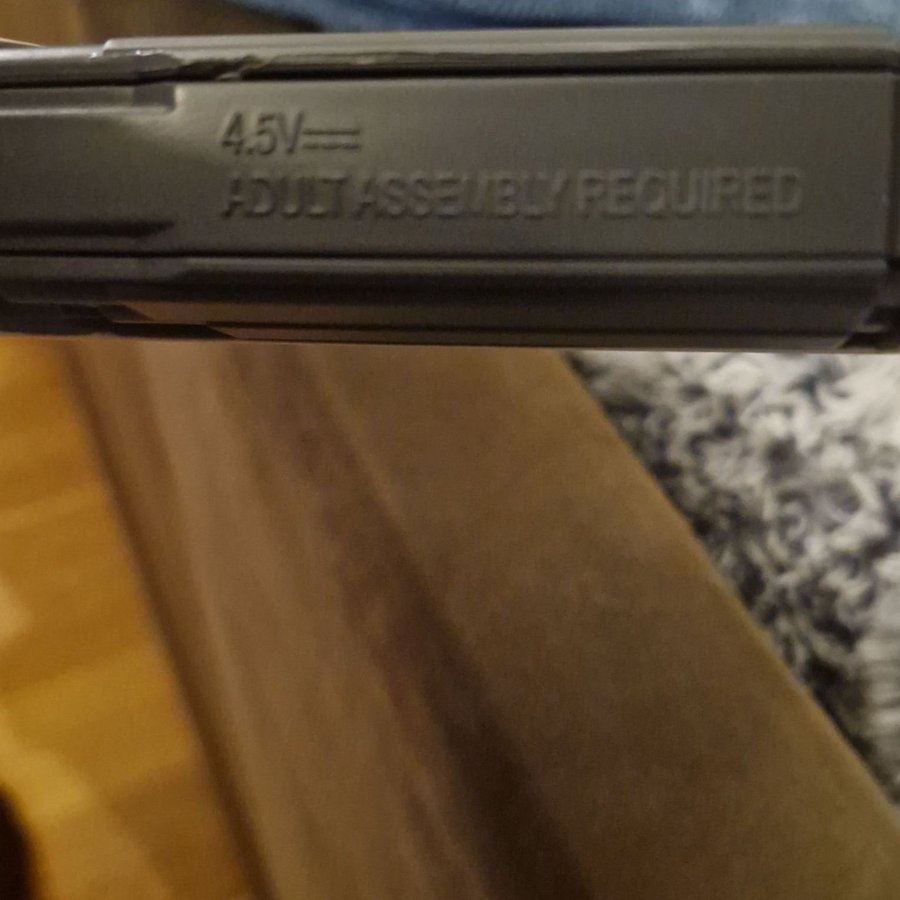 4.5V⎓
ADULT ASSEMBLY REQUIRED